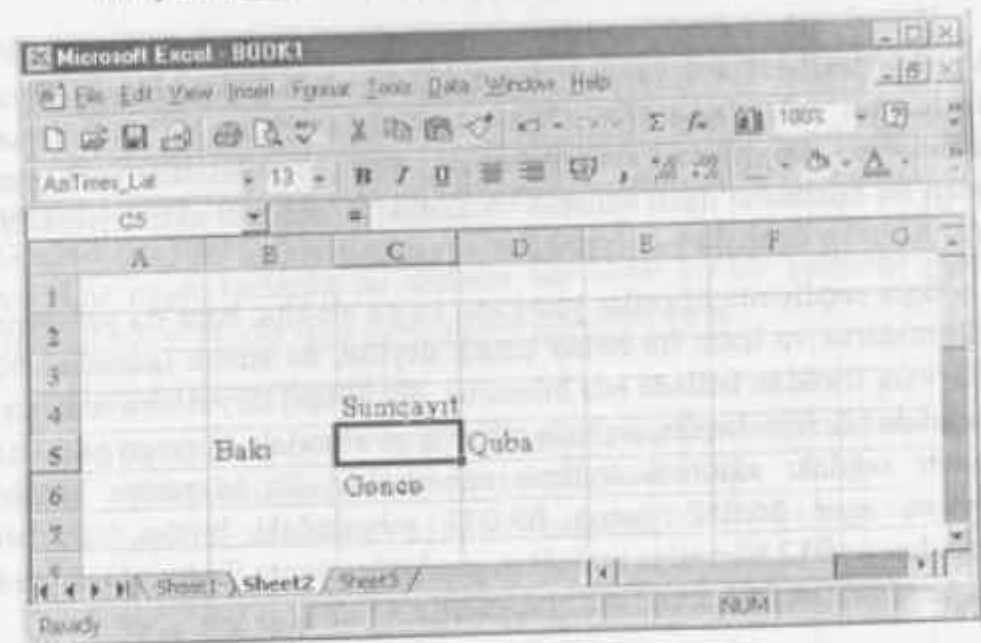 Microsoft Excel - BOOK1
File Edit View Insert Format Tools Data Window Help
100%
AzTimes_Lat 13 B I U
C5 =
A B C D E F G
1
2
3
4 Sumqayıt
5 Bakı Quba
6 Gəncə
7
Sheet1 Sheet2 Sheet3
Ready NUM